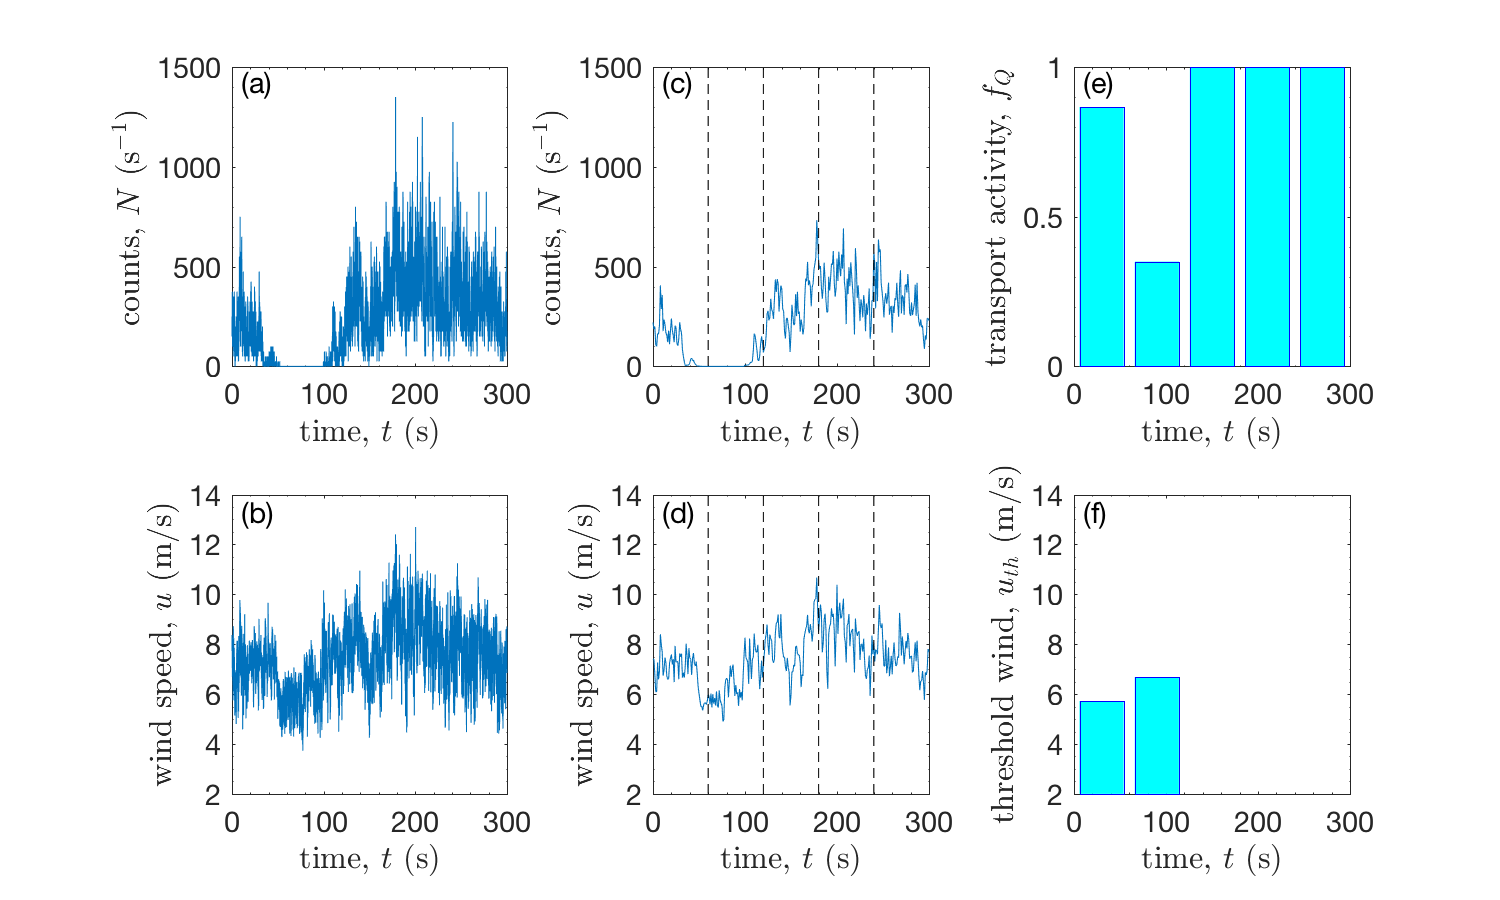 (a)
1500
1000
500
0
counts, N (s⁻¹)
0 100 200 300
time, t (s)
(c)
1500
1000
500
0
counts, N (s⁻¹)
0 100 200 300
time, t (s)
(e)
1
0.5
0
transport activity, f_Q
0 100 200 300
time, t (s)
(b)
14
12
10
8
6
4
2
wind speed, u (m/s)
0 100 200 300
time, t (s)
(d)
14
12
10
8
6
4
2
wind speed, u (m/s)
0 100 200 300
time, t (s)
(f)
14
12
10
8
6
4
2
threshold wind, u_th (m/s)
0 100 200 300
time, t (s)